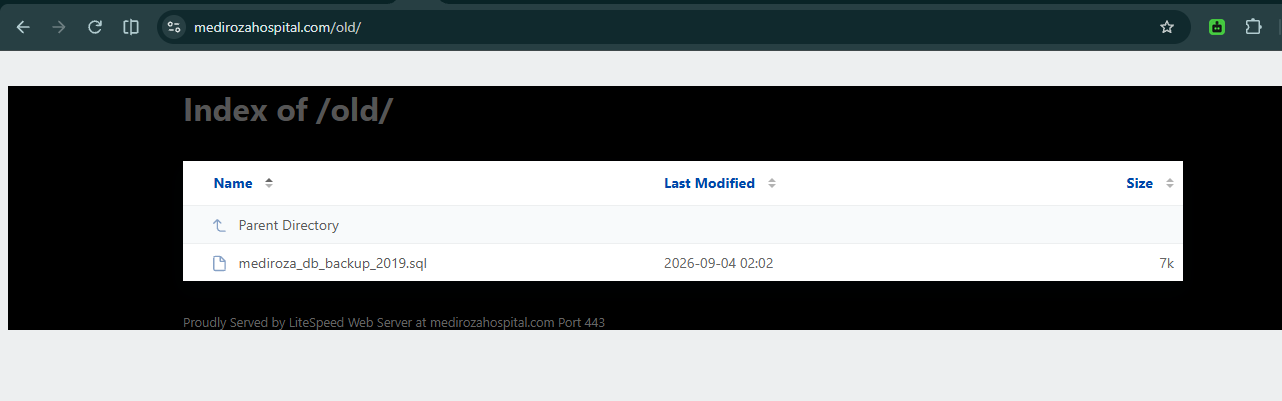 medirozahospital.com/old/
Index of /old/
Name Last Modified Size
Parent Directory
mediroza_db_backup_2019.sql 2026-09-04 02:02 7k
Proudly Served by LiteSpeed Web Server at medirozahospital.com Port 443